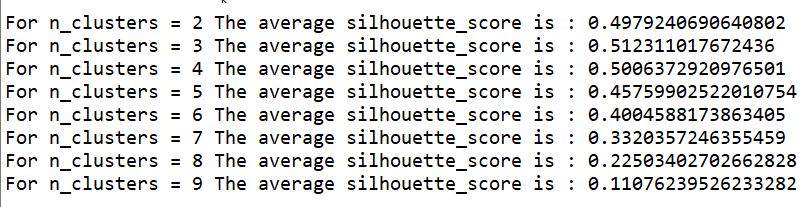 For n_clusters = 2 The average silhouette_score is : 0.4979240690640802
For n_clusters = 3 The average silhouette_score is : 0.512311017672436
For n_clusters = 4 The average silhouette_score is : 0.5006372920976501
For n_clusters = 5 The average silhouette_score is : 0.45759902522010754
For n_clusters = 6 The average silhouette_score is : 0.4004588173863405
For n_clusters = 7 The average silhouette_score is : 0.3320357246355459
For n_clusters = 8 The average silhouette_score is : 0.22503402702662828
For n_clusters = 9 The average silhouette_score is : 0.11076239526233282